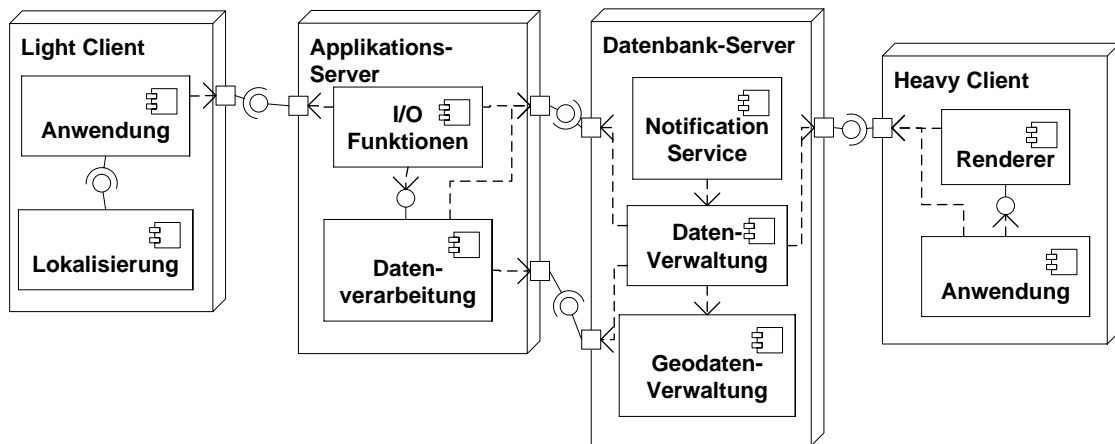 Light Client
Anwendung
Lokalisierung
Applikations-
Server
I/O
Funktionen
Daten-
verarbeitung
Datenbank-Server
Notification
Service
Daten-
Verwaltung
Geodaten-
Verwaltung
Heavy Client
Renderer
Anwendung